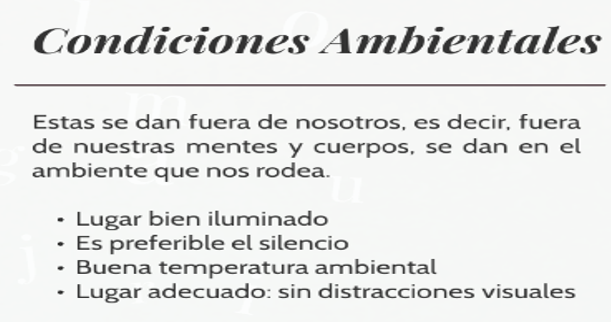 Condiciones Ambientales
Estas se dan fuera de nosotros, es decir, fuera
de nuestras mentes y cuerpos, se dan en el
ambiente que nos rodea.
• Lugar bien iluminado
• Es preferible el silencio
• Buena temperatura ambiental
• Lugar adecuado: sin distracciones visuales